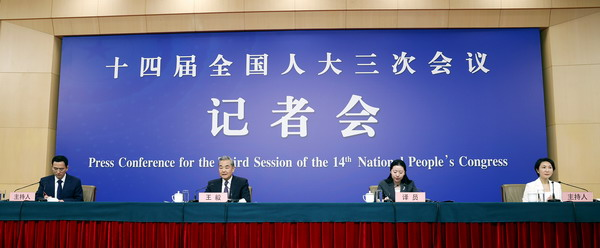 十四届全国人大三次会议
记者会
Press Conference for the Third Session of the 14th National People's Congress
主持人
王毅
译员
主持人